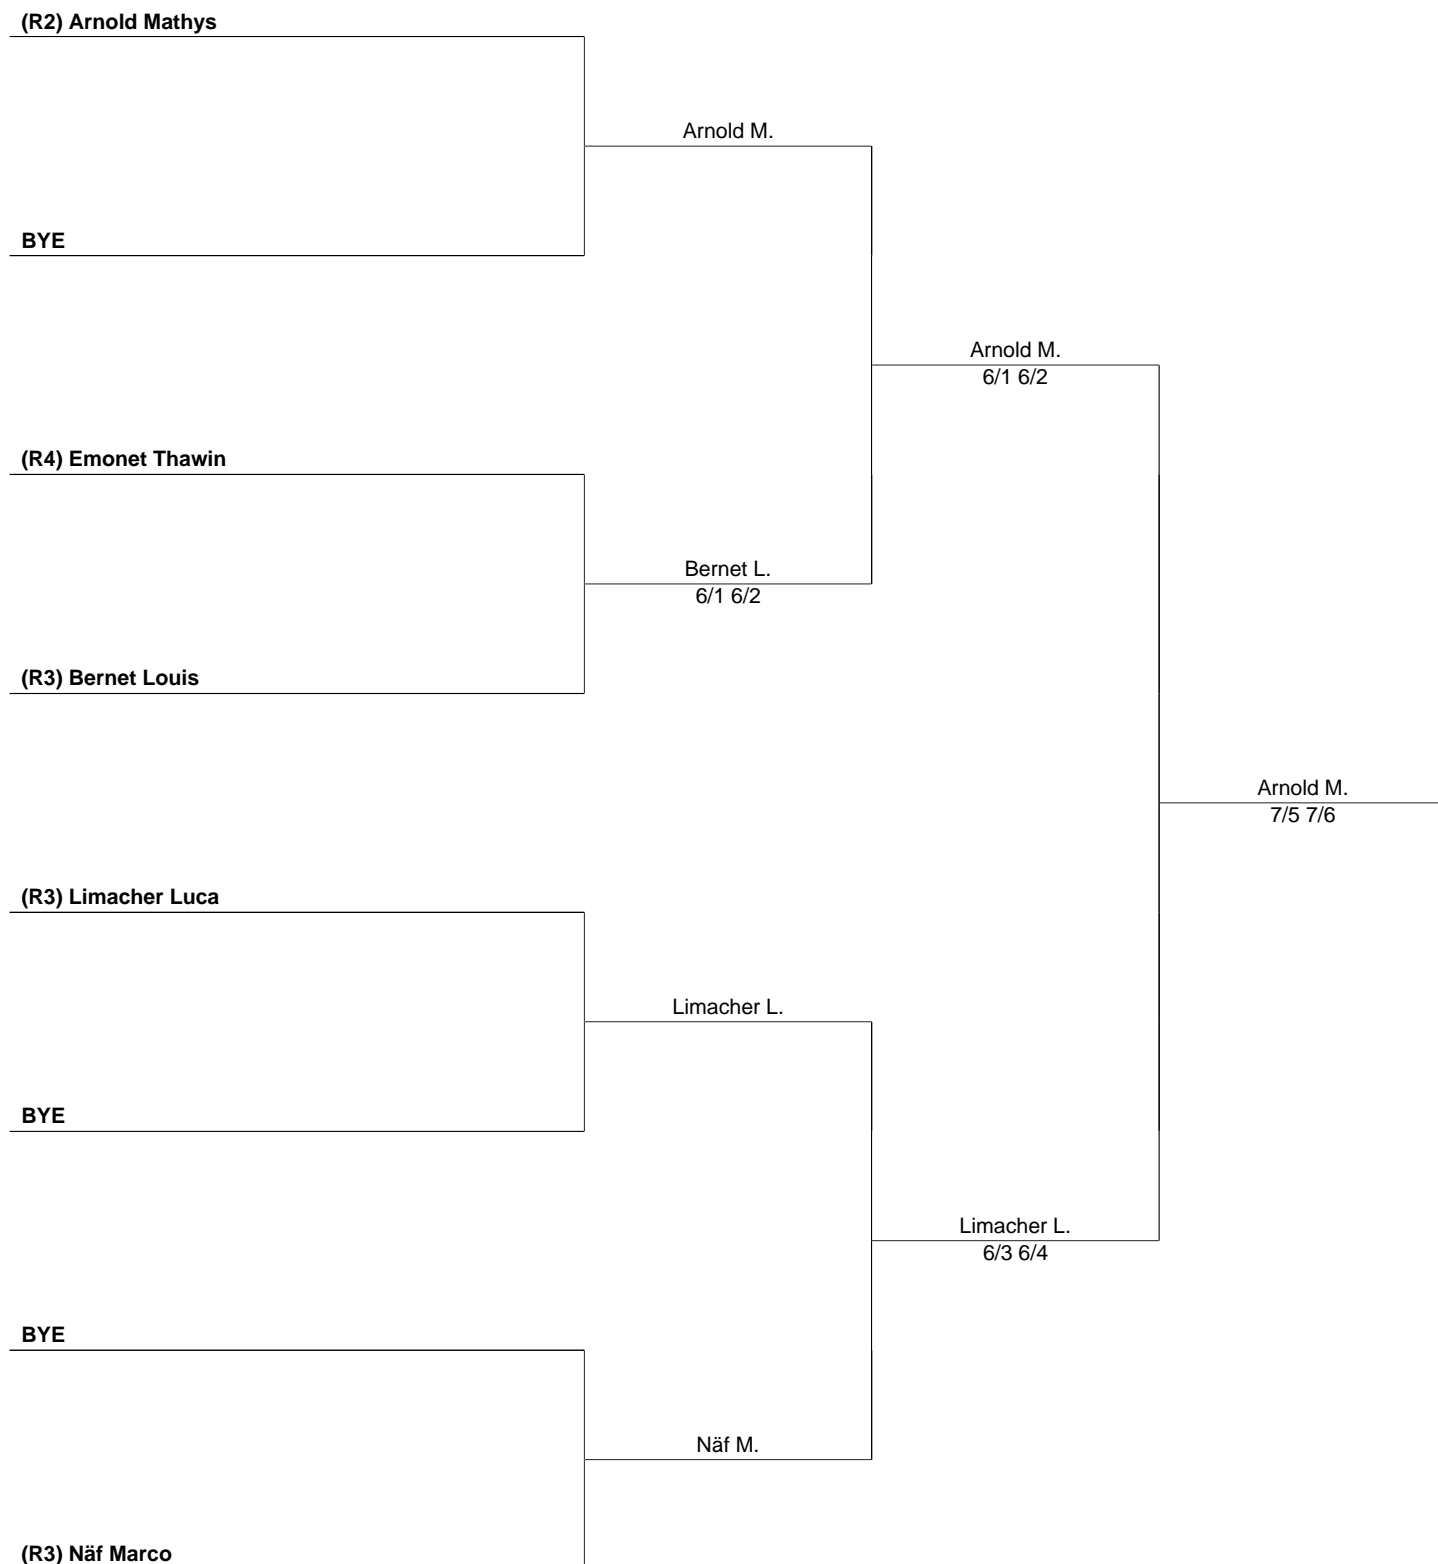 (R2) Arnold Mathys
Arnold M.
BYE
Arnold M.
6/1 6/2
(R4) Emonet Thawin
Bernet L.
6/1 6/2
(R3) Bernet Louis
Arnold M.
7/5 7/6
(R3) Limacher Luca
Limacher L.
BYE
Limacher L.
6/3 6/4
BYE
Näf M.
(R3) Näf Marco